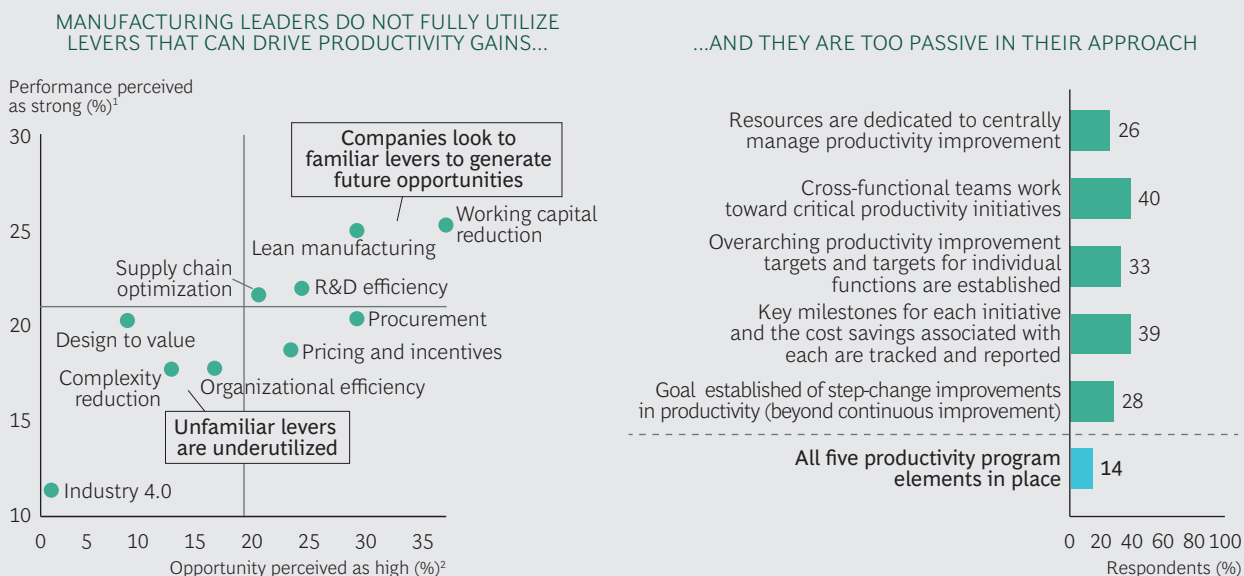 MANUFACTURING LEADERS DO NOT FULLY UTILIZE
LEVERS THAT CAN DRIVE PRODUCTIVITY GAINS...
Performance perceived
as strong (%)1
30
25
20
15
10
Companies look to
familiar levers to generate
future opportunities
Working capital
reduction
Lean manufacturing
Supply chain
optimization
R&D efficiency
Procurement
Design to value
Pricing and incentives
Complexity
reduction
Organizational efficiency
Unfamiliar levers
are underutilized
Industry 4.0
0 5 10 15 20 25 30 35
Opportunity perceived as high (%)2
...AND THEY ARE TOO PASSIVE IN THEIR APPROACH
Resources are dedicated to centrally
manage productivity improvement
26
Cross-functional teams work
toward critical productivity initiatives
40
Overarching productivity improvement
targets and targets for individual
functions are established
33
Key milestones for each initiative
and the cost savings associated with
each are tracked and reported
39
Goal established of step-change improvements
in productivity (beyond continuous improvement)
28
All five productivity program
elements in place
14
0 20 40 60 80 100
Respondents (%)